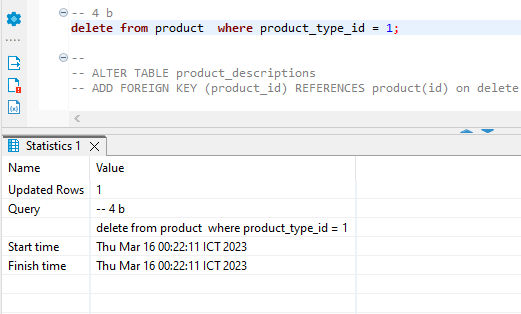 -- 4 b
delete from product  where product_type_id = 1;
--
-- ALTER TABLE product_descriptions
-- ADD FOREIGN KEY (product_id) REFERENCES product(id) on delete
Statistics 1
Name Value
Updated Rows 1
Query -- 4 b
delete from product  where product_type_id = 1
Start time Thu Mar 16 00:22:11 ICT 2023
Finish time Thu Mar 16 00:22:11 ICT 2023